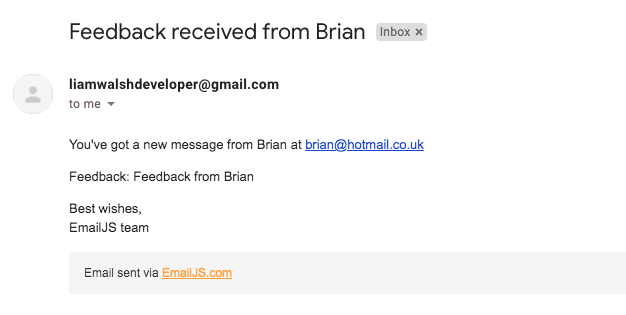 Feedback received from Brian Inbox ×
liamwalshdeveloper@gmail.com
to me
You've got a new message from Brian at brian@hotmail.co.uk
Feedback: Feedback from Brian
Best wishes,
EmailJS team
Email sent via EmailJS.com